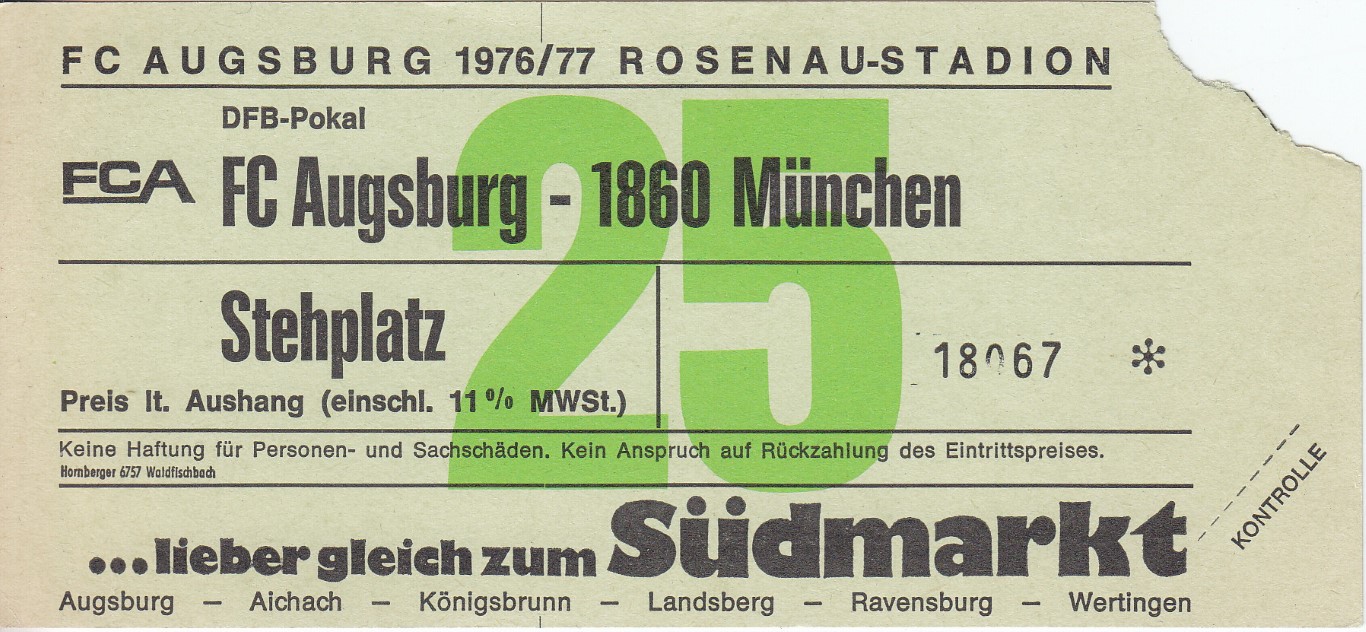 FC AUGSBURG 1976/77 ROSENAU-STADION
DFB-Pokal
FCA FC Augsburg - 1860 München
25
Stehplatz
18067 *
Preis lt. Aushang (einschl. 11% MWSt.)
Keine Haftung für Personen- und Sachschäden. Kein Anspruch auf Rückzahlung des Eintrittspreises.
Hornberger 6757 Waldfischbach
KONTROLLE
...lieber gleich zum Südmarkt
Augsburg – Aichach – Königsbrunn – Landsberg – Ravensburg – Wertingen